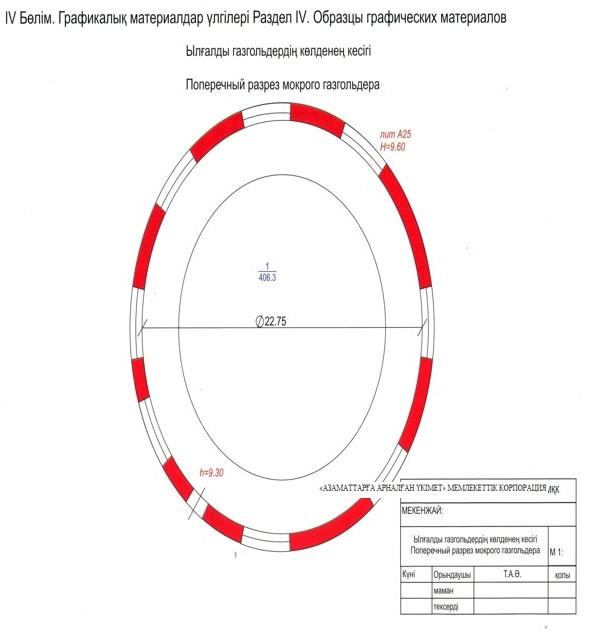 IV Бөлім. Графикалық материалдар үлгілері Раздел IV. Образцы графических материалов
Ылғалды газгольдердің көлденең кесігі
Поперечный разрез мокрого газгольдера
лит А25
Н=9.60
1
406.3
∅22.75
h=9.30
«АЗАМАТТАРҒА АРНАЛҒАН ҮКІМЕТ» МЕМЛЕКЕТТІК КОРПОРАЦИЯ ИҚК
МЕКЕНЖАЙ:
Ылғалды газгольдердің көлденең кесігі
Поперечный разрез мокрого газгольдера
М 1:
Күні Орындаушы Т.А.Ә. қолы
маман
тексерді